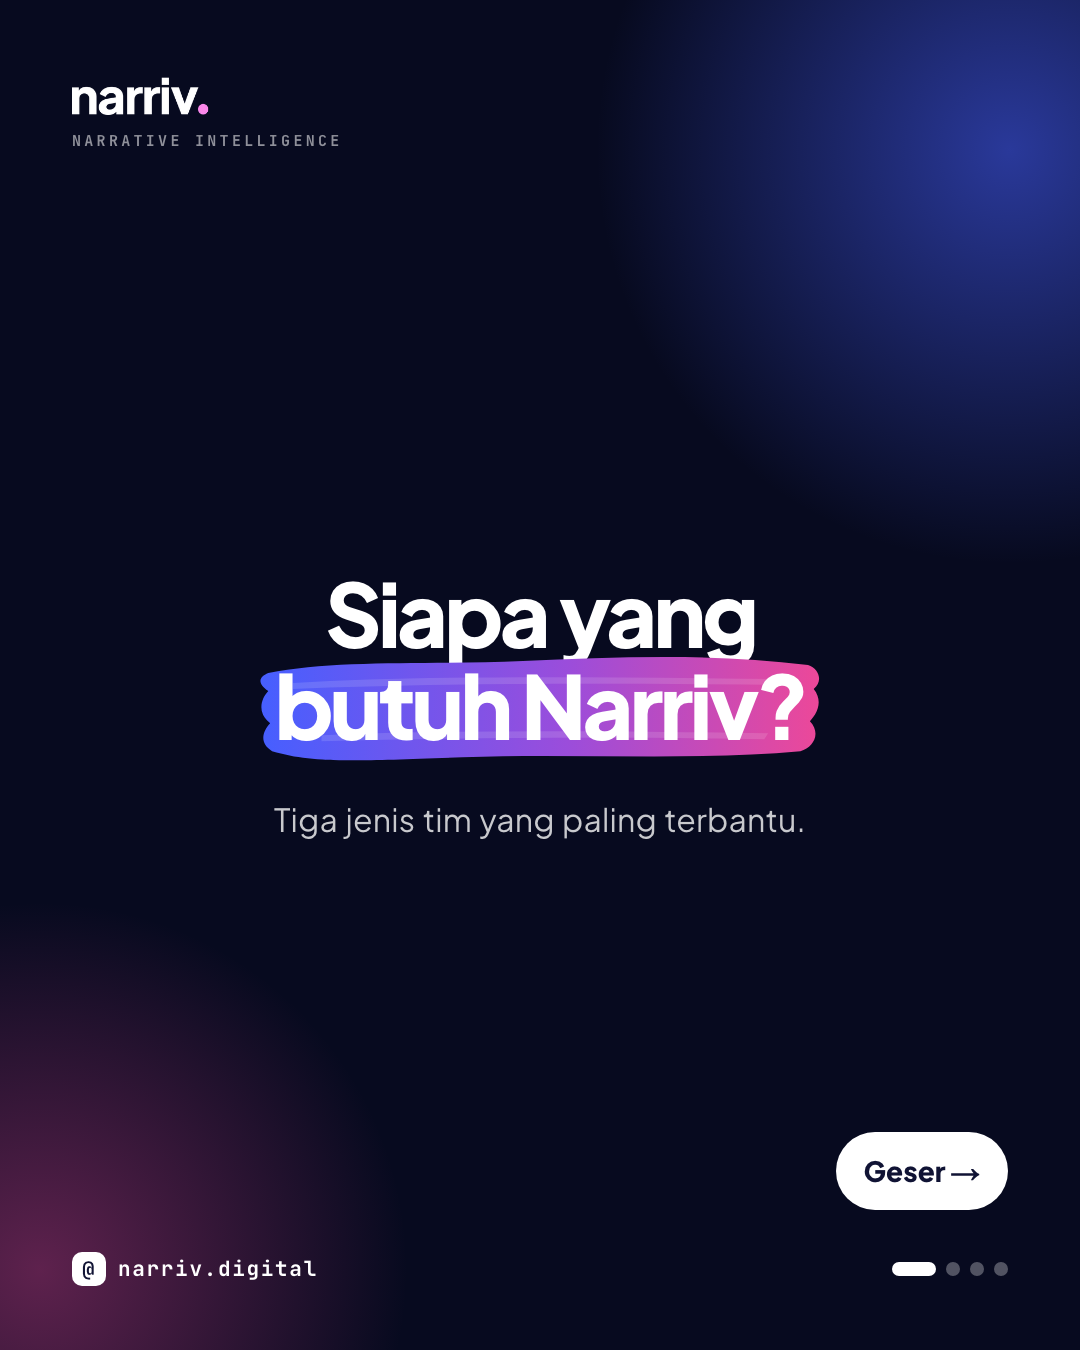 narriv.
NARRATIVE INTELLIGENCE
Siapa yang
butuh Narriv?
Tiga jenis tim yang paling terbantu.
Geser →
@ narriv.digital